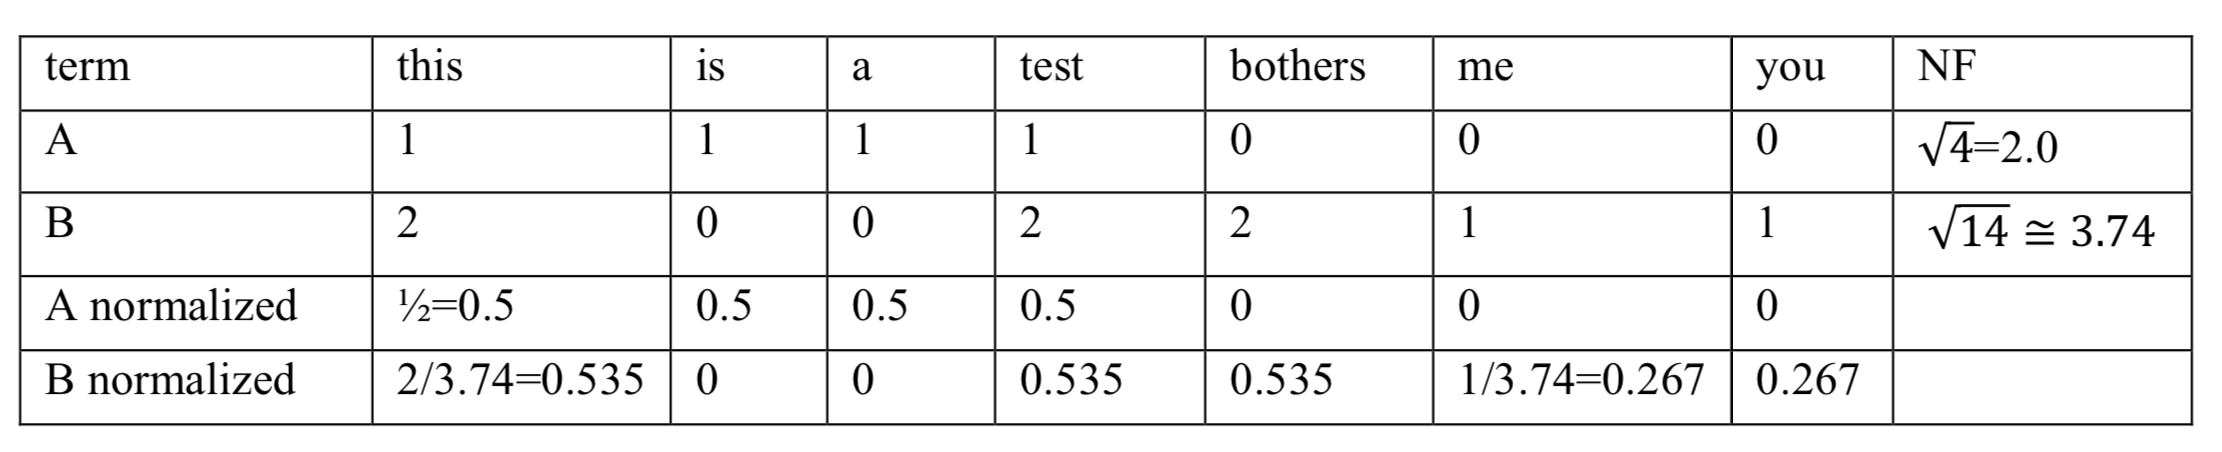 term this is a test bothers me you NF
A 1 1 1 1 0 0 0 √4=2.0
B 2 0 0 2 2 1 1 √14 ≅ 3.74
A normalized ½=0.5 0.5 0.5 0.5 0 0 0
B normalized 2/3.74=0.535 0 0 0.535 0.535 1/3.74=0.267 0.267